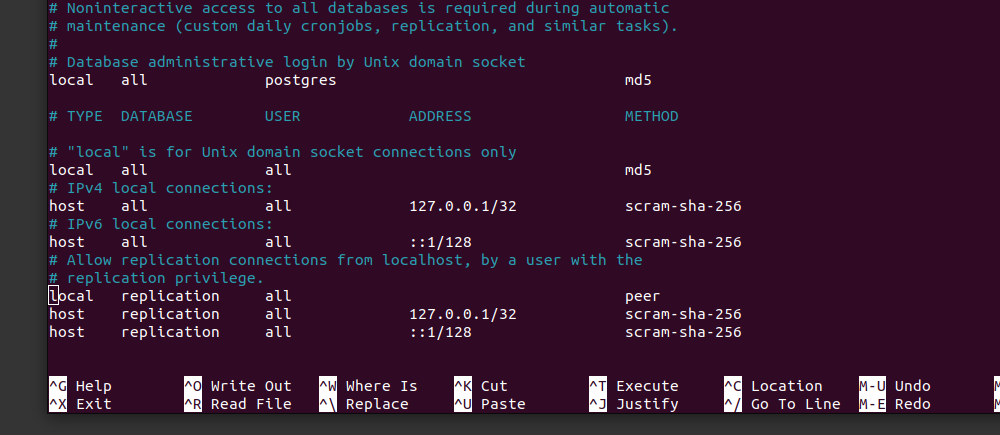 # Noninteractive access to all databases is required during automatic
# maintenance (custom daily cronjobs, replication, and similar tasks).
#
# Database administrative login by Unix domain socket
local   all             postgres                                md5
# TYPE  DATABASE        USER            ADDRESS                 METHOD
# "local" is for Unix domain socket connections only
local   all             all                                     md5
# IPv4 local connections:
host    all             all             127.0.0.1/32            scram-sha-256
# IPv6 local connections:
host    all             all             ::1/128                 scram-sha-256
# Allow replication connections from localhost, by a user with the
# replication privilege.
local   replication     all                                     peer
host    replication     all             127.0.0.1/32            scram-sha-256
host    replication     all             ::1/128                 scram-sha-256
^G Help        ^O Write Out   ^W Where Is    ^K Cut         ^T Execute     ^C Location    M-U Undo
^X Exit        ^R Read File   ^\ Replace     ^U Paste       ^J Justify     ^/ Go To Line  M-E Redo